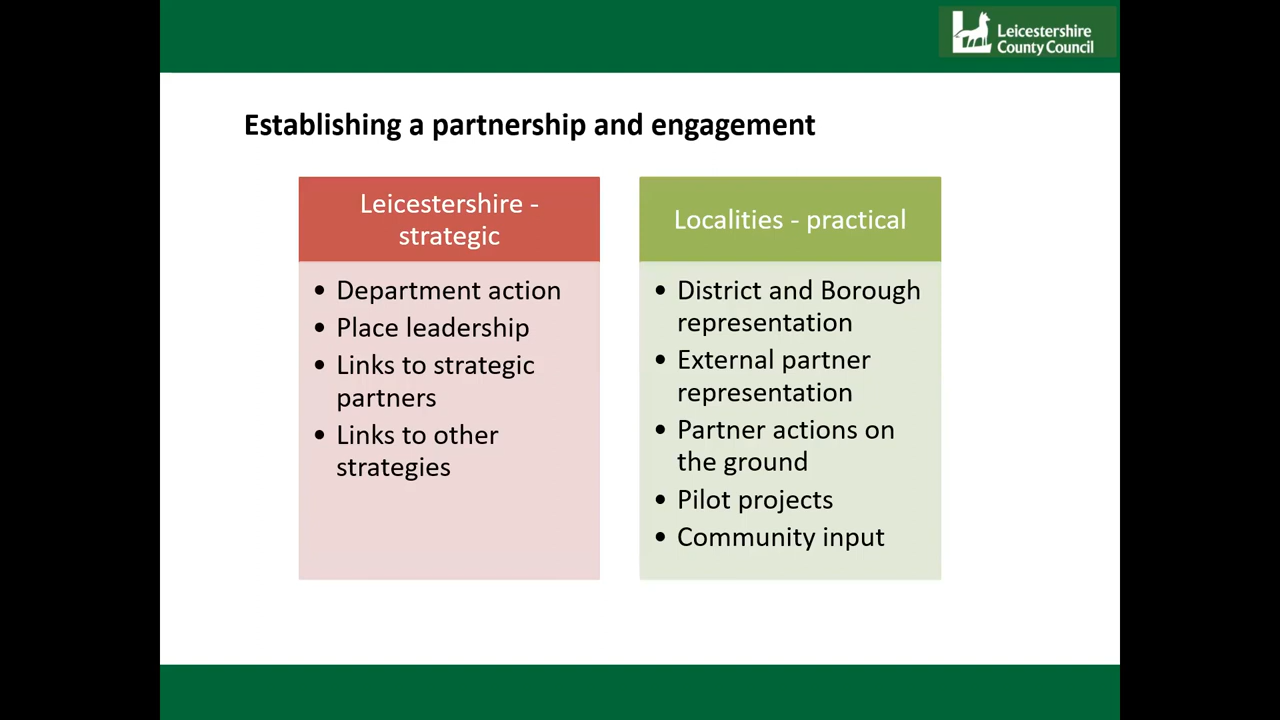 Leicestershire
County Council
Establishing a partnership and engagement
Leicestershire -
strategic
• Department action
• Place leadership
• Links to strategic
partners
• Links to other
strategies
Localities - practical
• District and Borough
representation
• External partner
representation
• Partner actions on
the ground
• Pilot projects
• Community input